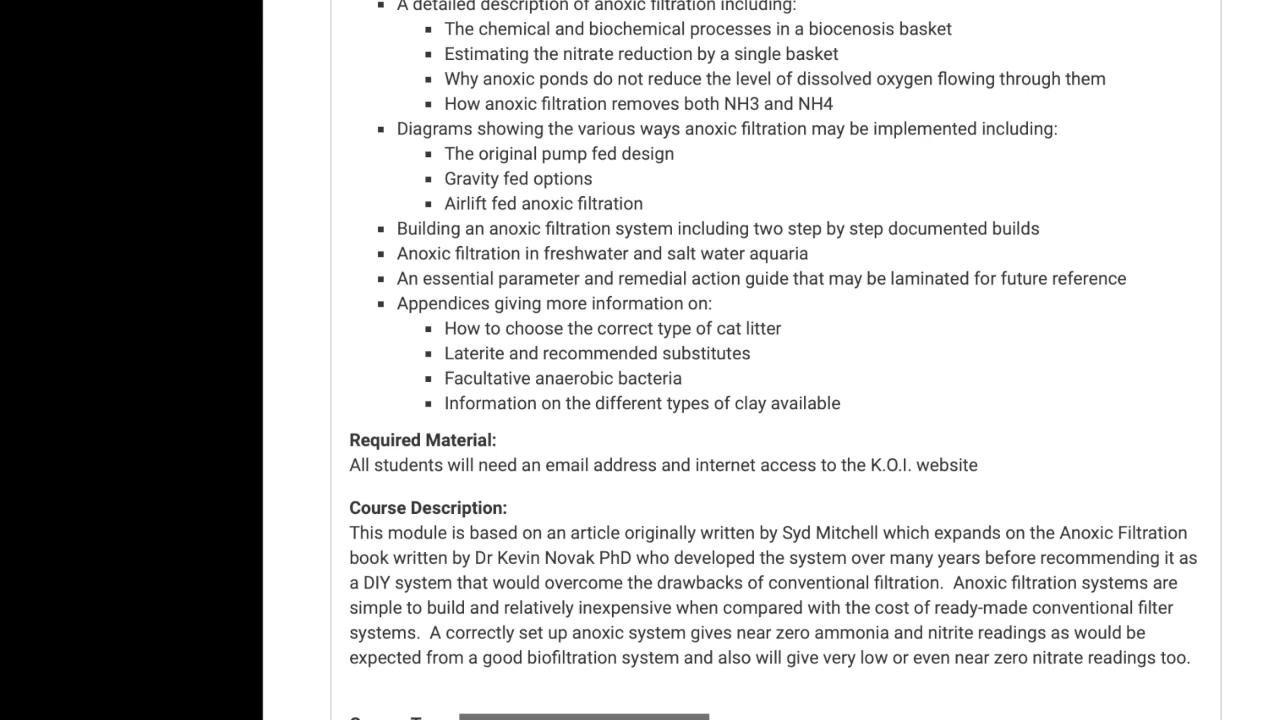 A detailed description of anoxic filtration including:
The chemical and biochemical processes in a biocenosis basket
Estimating the nitrate reduction by a single basket
Why anoxic ponds do not reduce the level of dissolved oxygen flowing through them
How anoxic filtration removes both NH3 and NH4
Diagrams showing the various ways anoxic filtration may be implemented including:
The original pump fed design
Gravity fed options
Airlift fed anoxic filtration
Building an anoxic filtration system including two step by step documented builds
Anoxic filtration in freshwater and salt water aquaria
An essential parameter and remedial action guide that may be laminated for future reference
Appendices giving more information on:
How to choose the correct type of cat litter
Laterite and recommended substitutes
Facultative anaerobic bacteria
Information on the different types of clay available
Required Material:
All students will need an email address and internet access to the K.O.I. website
Course Description:
This module is based on an article originally written by Syd Mitchell which expands on the Anoxic Filtration
book written by Dr Kevin Novak PhD who developed the system over many years before recommending it as
a DIY system that would overcome the drawbacks of conventional filtration.  Anoxic filtration systems are
simple to build and relatively inexpensive when compared with the cost of ready-made conventional filter
systems.  A correctly set up anoxic system gives near zero ammonia and nitrite readings as would be
expected from a good biofiltration system and also will give very low or even near zero nitrate readings too.